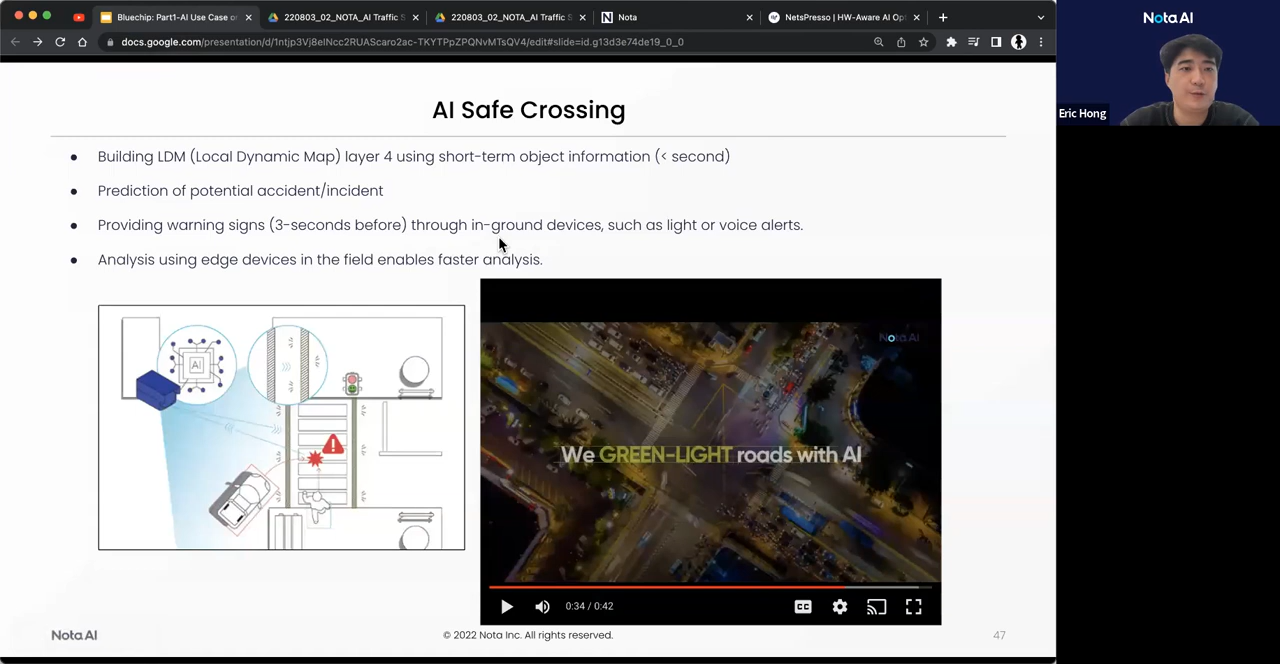 Bluechip: Part1-AI Use Case or
220803_02_NOTA_AI Traffic S
220803_02_NOTA_AI Traffic S
Nota
NetsPresso | HW-Aware AI Opt
docs.google.com/presentation/d/1ntjp3Vj8eINcc2RUAScaro2ac-TKYTPpZPQNvMTsQV4/edit#slide=id.g13d3e74de19_0_0
Nota AI
Eric Hong
AI Safe Crossing
● Building LDM (Local Dynamic Map) layer 4 using short-term object information (< second)
● Prediction of potential accident/incident
● Providing warning signs (3-seconds before) through in-ground devices, such as light or voice alerts.
● Analysis using edge devices in the field enables faster analysis.
AI
Nota AI
We GREEN-LIGHT roads with AI
0:34 / 0:42
CC
Nota AI
© 2022 Nota Inc. All rights reserved.
47